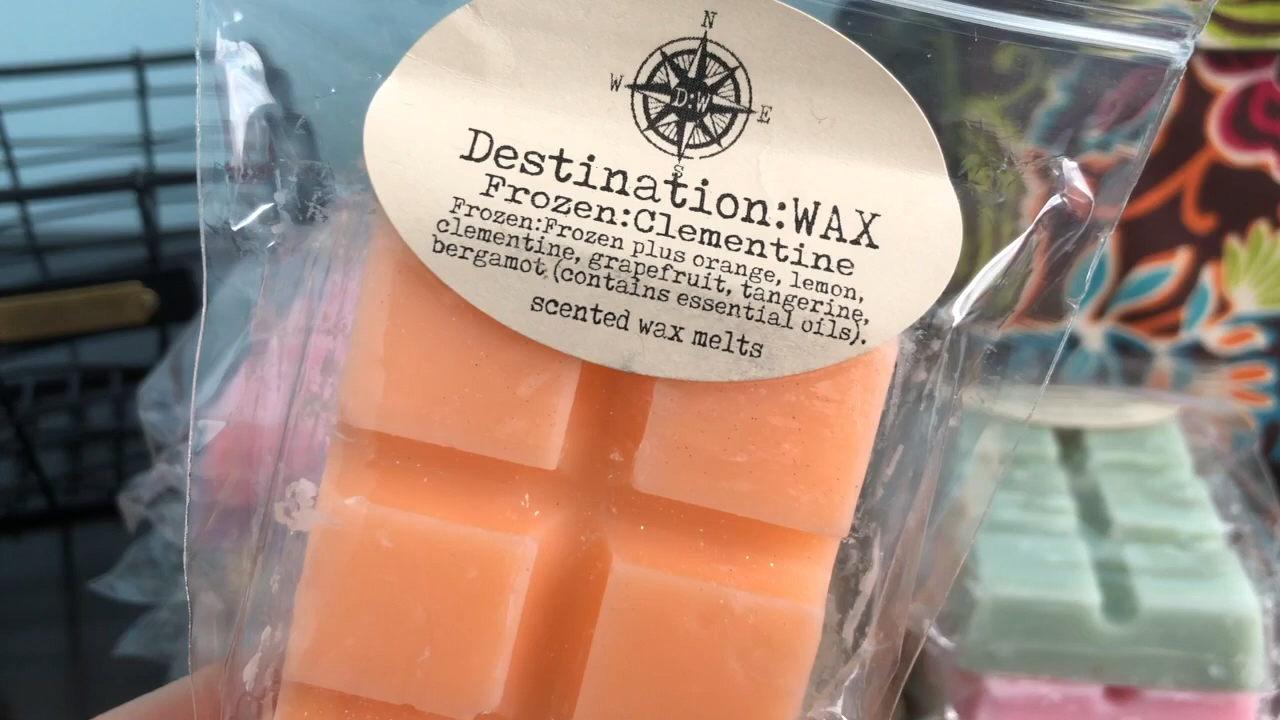 N
W D:W E
S
Destination:WAX
Frozen:Clementine
Frozen:Frozen plus orange, lemon,
clementine, grapefruit, tangerine,
bergamot (contains essential oils).
scented wax melts